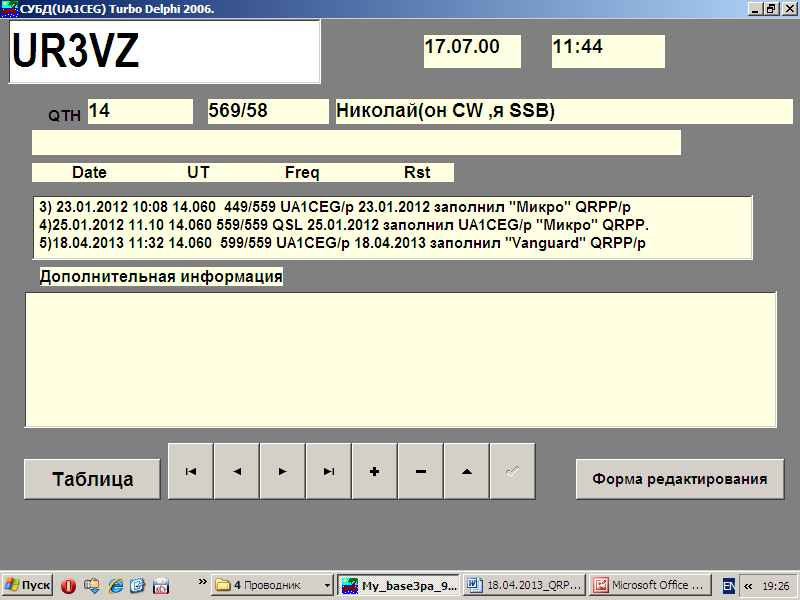 СУБД(UA1CEG) Turbo Delphi 2006.
UR3VZ
17.07.00 11:44
QTH 14 569/58 Николай(он CW ,я SSB)
Date UT Freq Rst
3) 23.01.2012 10:08 14.060 449/559 UA1CEG/p 23.01.2012 заполнил "Микро" QRPP/p
4)25.01.2012 11.10 14.060 559/559 QSL 25.01.2012 заполнил UA1CEG/p "Микро" QRPP.
5)18.04.2013 11:32 14.060 599/559 UA1CEG/p 18.04.2013 заполнил "Vanguard" QRPP/p
Дополнительная информация
Таблица
Форма редактирования
Пуск » 4 Проводник My_base3pa_9... 18.04.2013_QRP... Microsoft Office ... EN « 19:26